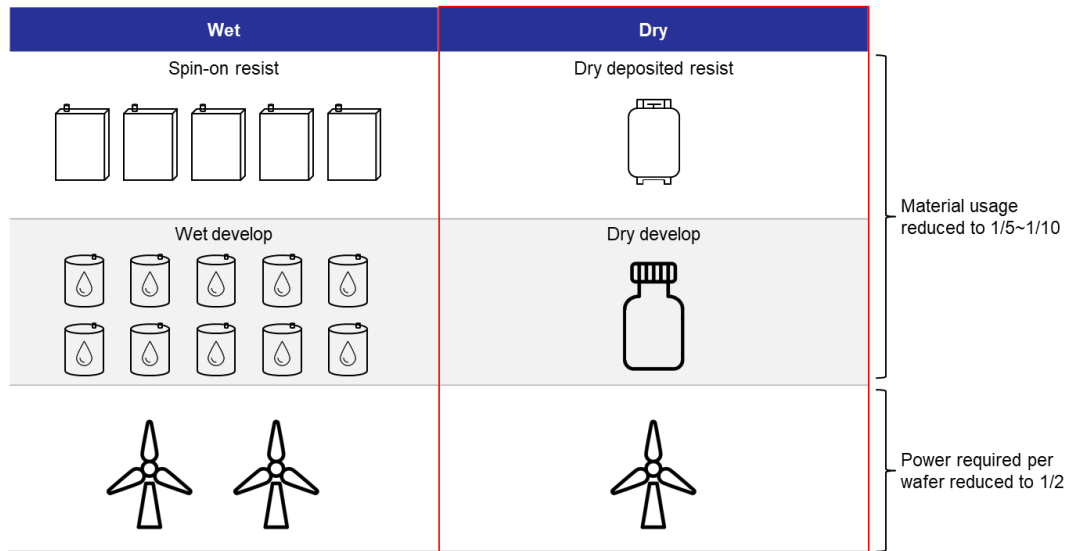 Wet
Dry
Spin-on resist
Dry deposited resist
Material usage
reduced to 1/5~1/10
Wet develop
Dry develop
Power required per
wafer reduced to 1/2